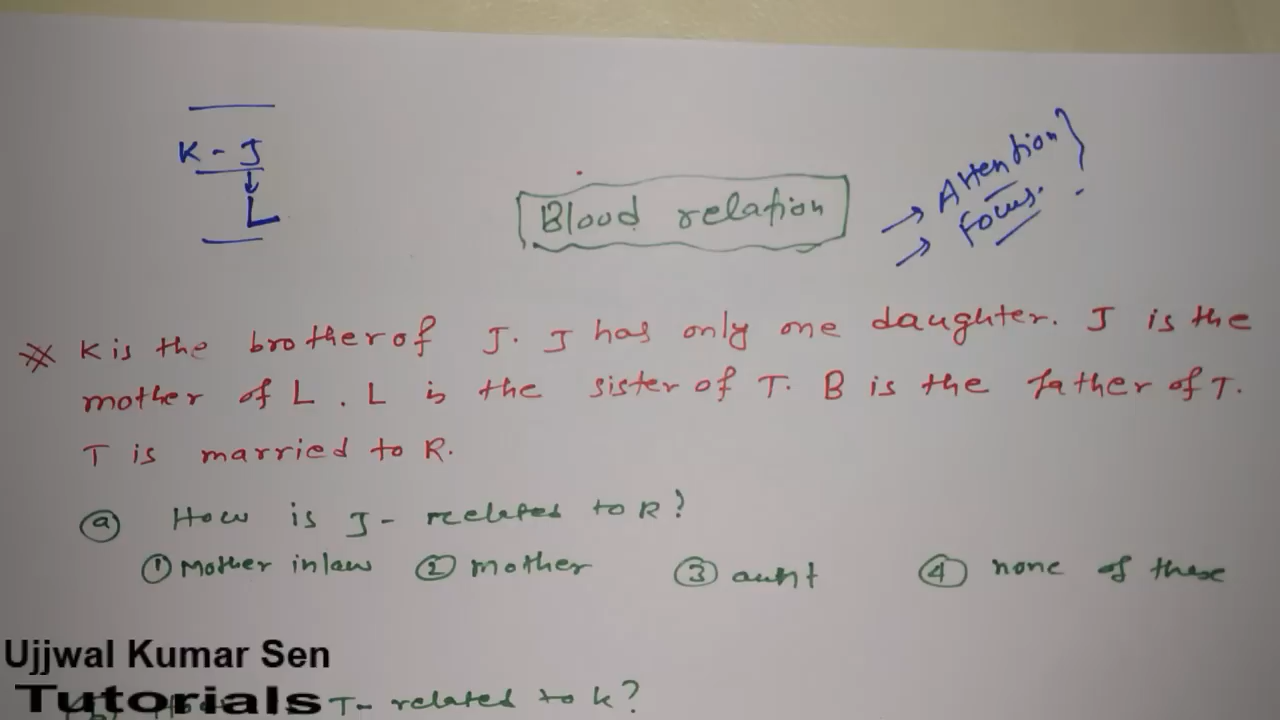 K - J
L
Blood relation
→ Attention
→ Focus.
K is the brother of J. J has only one daughter. J is the
mother of L. L is the sister of T. B is the father of T.
T is married to R.
(a) How is J- related to R?
(1) Mother inlaw (2) mother (3) aunt (4) none of these
Ujjwal Kumar Sen
Tutorials
T- related to K?